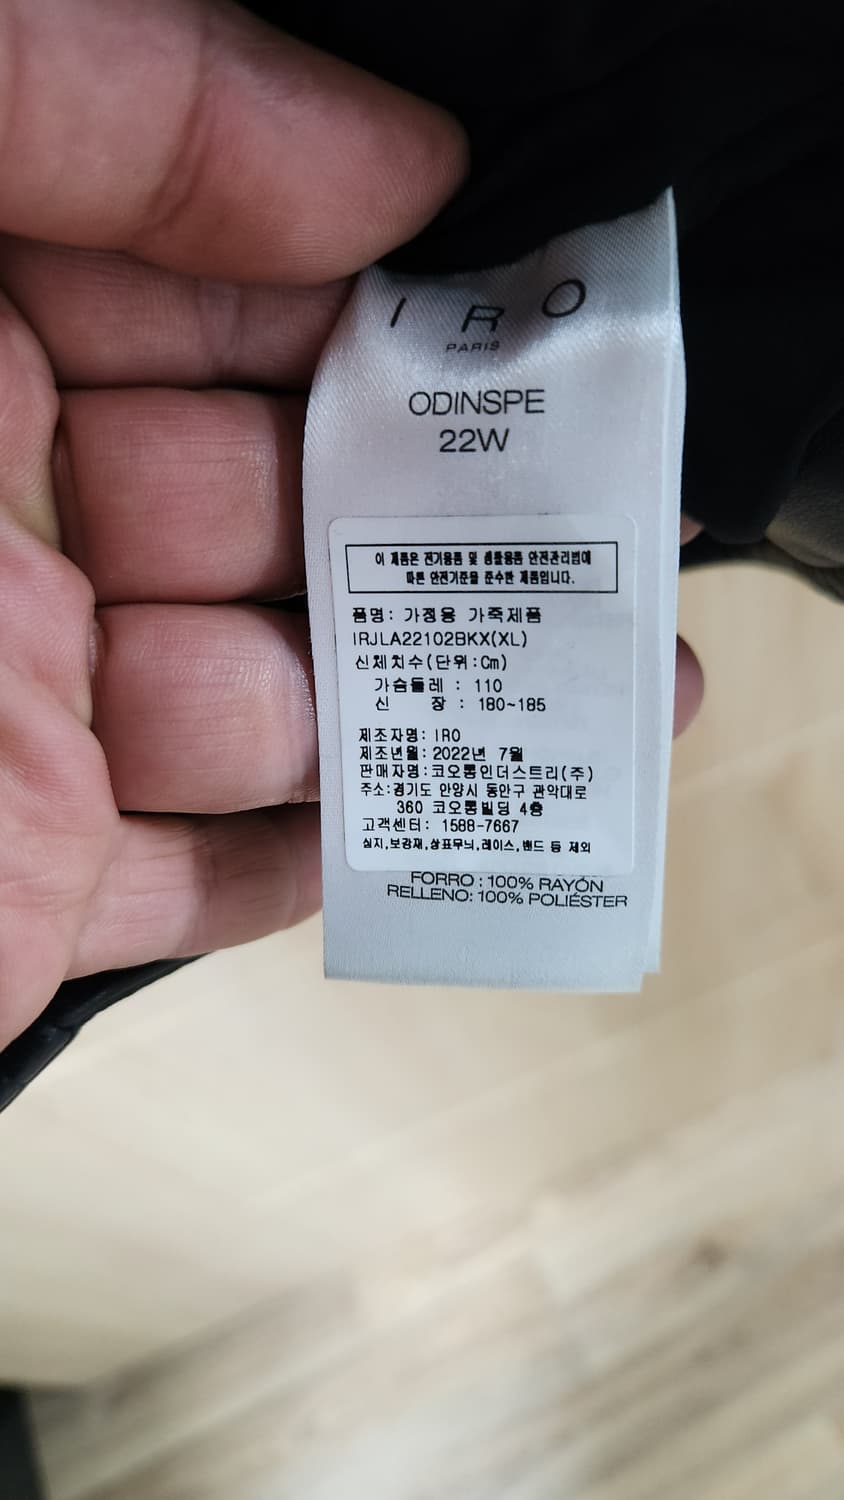 I R O
PARIS
ODINSPE
22W
이 제품은 전기용품 및 생활용품 안전관리법에
따른 안전기준을 준수한 제품입니다.
품명: 가정용 가죽제품
IRJLA22102BKX(XL)
신체치수(단위:Cm)
가슴둘레 : 110
신 장 : 180~185
제조자명: IRO
제조년월: 2022년 7월
판매자명:코오롱인더스트리(주)
주소:경기도 안양시 동안구 관악대로
360 코오롱빌딩 4층
고객센터: 1588-7667
심지,보강재,상표무늬,레이스,밴드 등 제외
FORRO : 100% RAYÓN
RELLENO: 100% POLIÉSTER